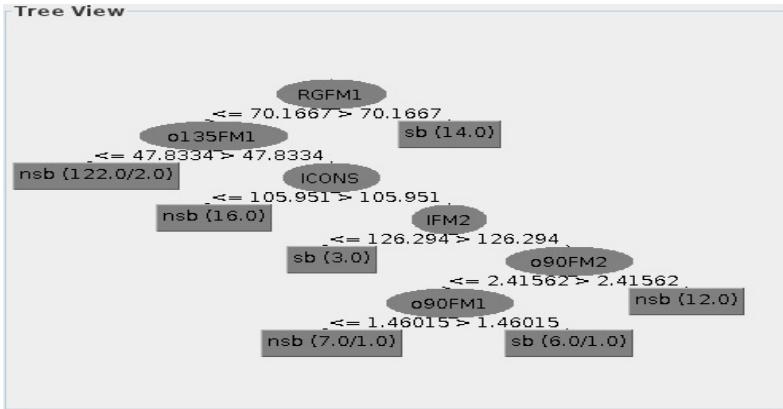 Tree View
RGFM1
<= 70.1667 > 70.1667
o135FM1
sb (14.0)
<= 47.8334 > 47.8334
nsb (122.0/2.0)
ICONS
<= 105.951 > 105.951
nsb (16.0)
IFM2
<= 126.294 > 126.294
sb (3.0)
o90FM2
<= 2.41562 > 2.41562
o90FM1
nsb (12.0)
<= 1.46015 > 1.46015
nsb (7.0/1.0)
sb (6.0/1.0)